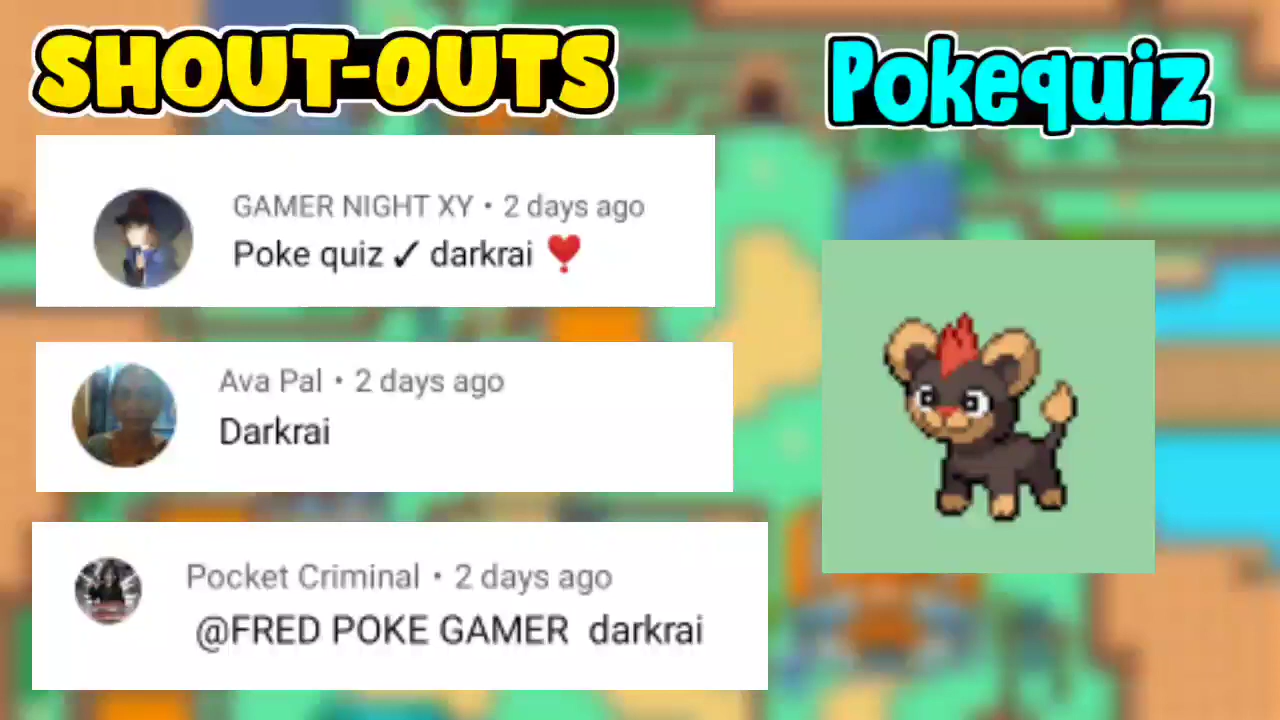 SHOUT-OUTS
Pokequiz
GAMER NIGHT XY • 2 days ago
Poke quiz ✓ darkrai ❣️
Ava Pal • 2 days ago
Darkrai
Pocket Criminal • 2 days ago
@FRED POKE GAMER darkrai